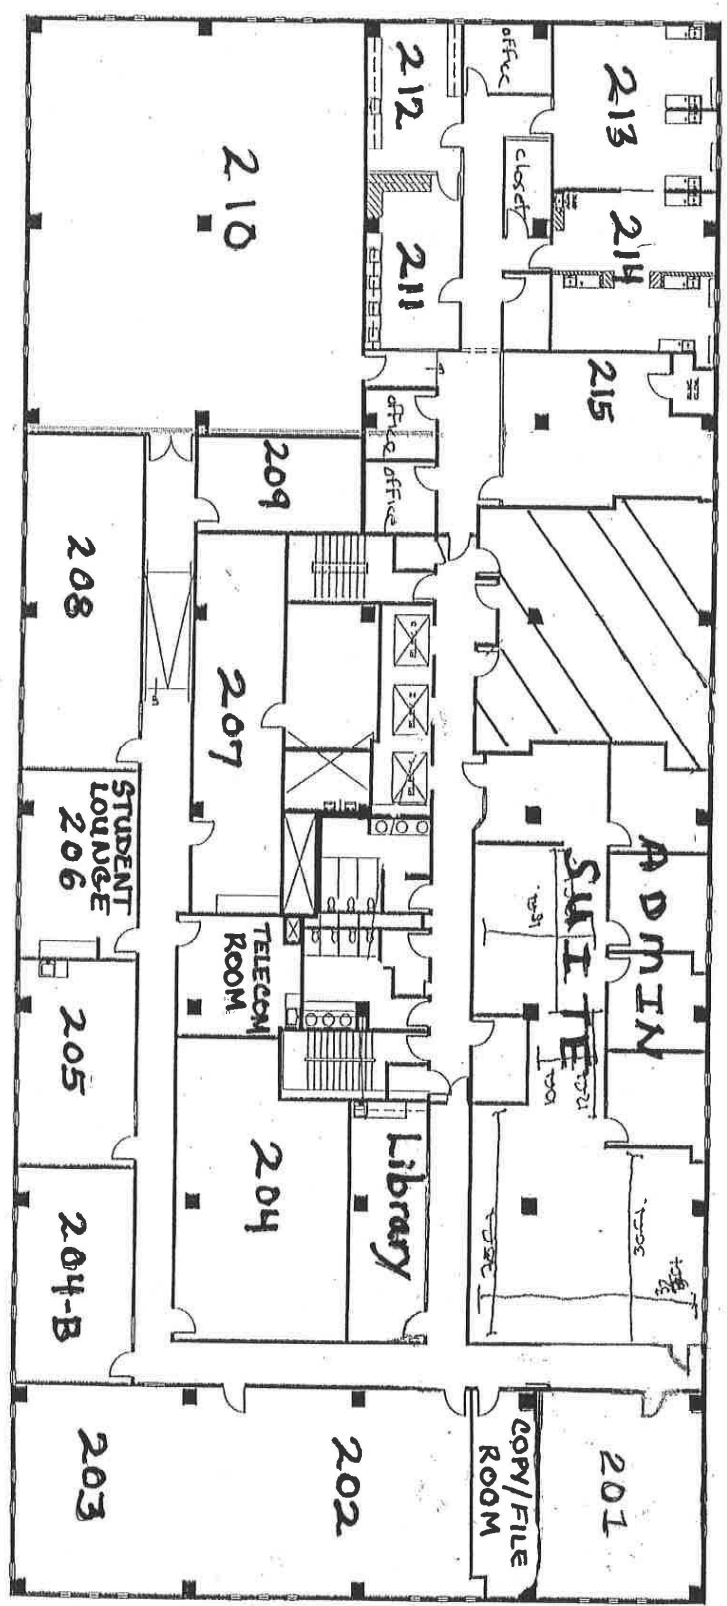 212
office
213
closet
214
211
210
215
office
office
209
208
207
STUDENT
LOUNGE
206
ADMIN
SUITE
TELECOM
ROOM
205
204
Library
204-B
203
202
COPY/FILE
ROOM
201